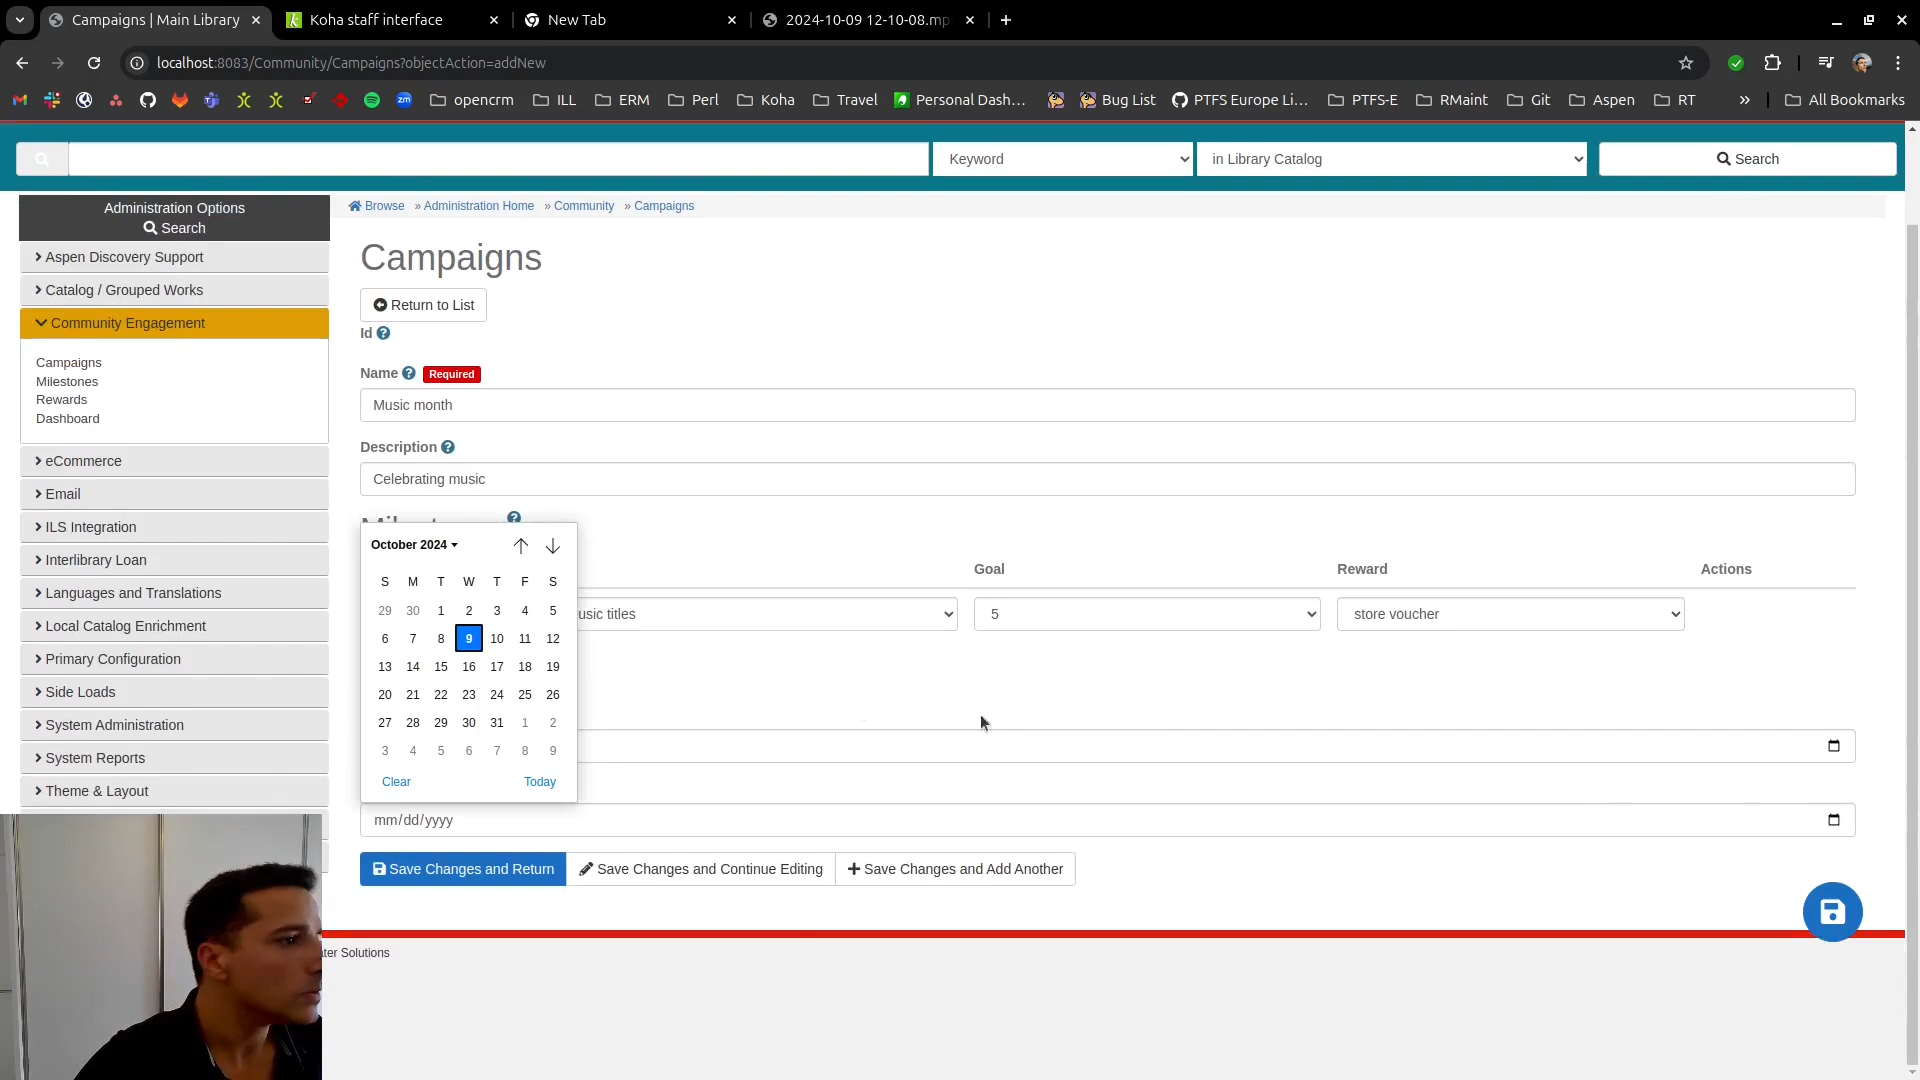 Campaigns | Main Library
Koha staff interface
New Tab
2024-10-09 12-10-08.mp
localhost:8083/Community/Campaigns?objectAction=addNew
opencrm
ILL
ERM
Perl
Koha
Travel
Personal Dash...
Bug List
PTFS Europe Li...
PTFS-E
RMaint
Git
Aspen
RT
»
All Bookmarks
Keyword
in Library Catalog
Search
Administration Options
Search
Aspen Discovery Support
Catalog / Grouped Works
Community Engagement
Campaigns
Milestones
Rewards
Dashboard
eCommerce
Email
ILS Integration
Interlibrary Loan
Languages and Translations
Local Catalog Enrichment
Primary Configuration
Side Loads
System Administration
System Reports
Theme & Layout
Browse » Administration Home » Community » Campaigns
Campaigns
Return to List
Id
Name Required
Music month
Description
Celebrating music
October 2024
S M T W T F S
29 30 1 2 3 4 5
6 7 8 9 10 11 12
13 14 15 16 17 18 19
20 21 22 23 24 25 26
27 28 29 30 31 1 2
3 4 5 6 7 8 9
Clear Today
Goal Reward Actions
usic titles 5 store voucher
mm/dd/yyyy
Save Changes and Return
Save Changes and Continue Editing
Save Changes and Add Another
ter Solutions